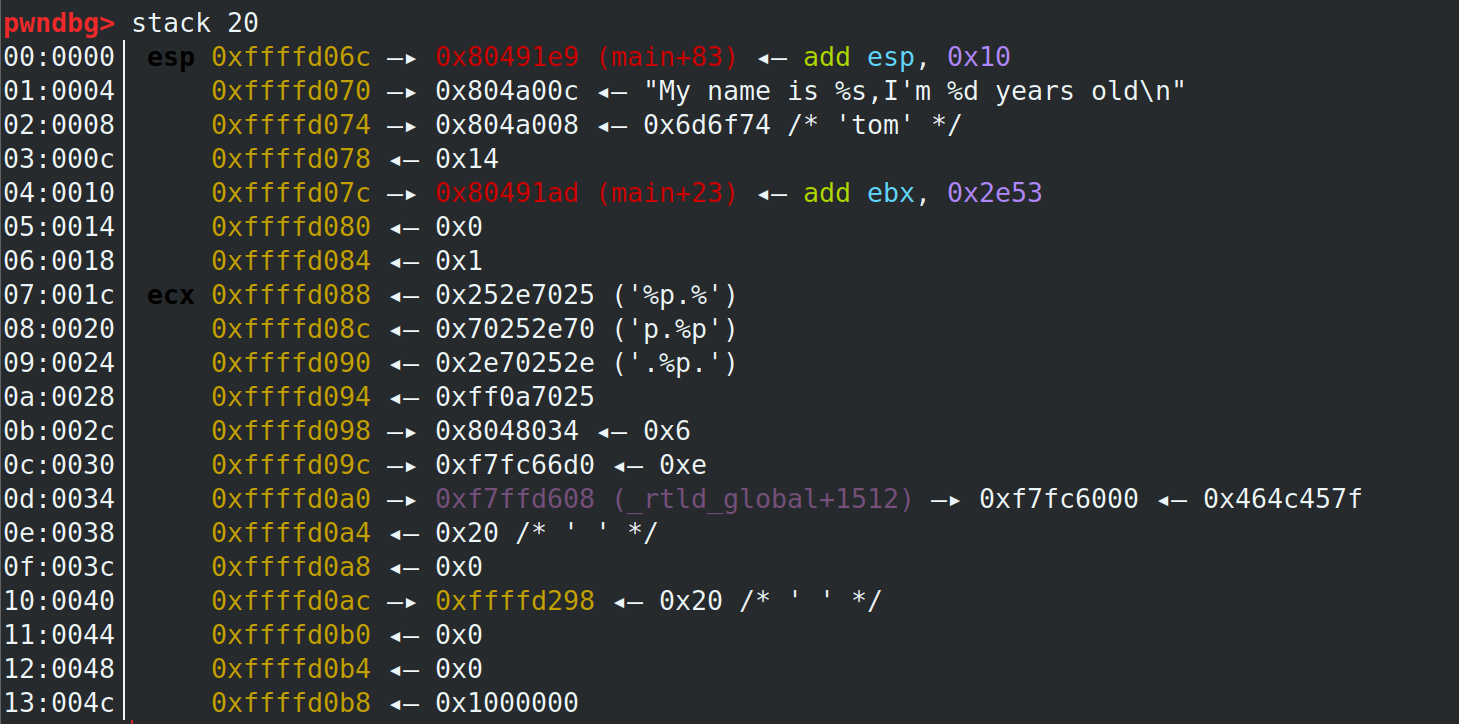 pwndbg> stack 20
00:0000│ esp 0xffffd06c —▸ 0x80491e9 (main+83) ◂— add esp, 0x10
01:0004│     0xffffd070 —▸ 0x804a00c ◂— "My name is %s,I'm %d years old\n"
02:0008│     0xffffd074 —▸ 0x804a008 ◂— 0x6d6f74 /* 'tom' */
03:000c│     0xffffd078 ◂— 0x14
04:0010│     0xffffd07c —▸ 0x80491ad (main+23) ◂— add ebx, 0x2e53
05:0014│     0xffffd080 ◂— 0x0
06:0018│     0xffffd084 ◂— 0x1
07:001c│ ecx 0xffffd088 ◂— 0x252e7025 ('%p.%')
08:0020│     0xffffd08c ◂— 0x70252e70 ('p.%p')
09:0024│     0xffffd090 ◂— 0x2e70252e ('.%p.')
0a:0028│     0xffffd094 ◂— 0xff0a7025
0b:002c│     0xffffd098 —▸ 0x8048034 ◂— 0x6
0c:0030│     0xffffd09c —▸ 0xf7fc66d0 ◂— 0xe
0d:0034│     0xffffd0a0 —▸ 0xf7ffd608 (_rtld_global+1512) —▸ 0xf7fc6000 ◂— 0x464c457f
0e:0038│     0xffffd0a4 ◂— 0x20 /* ' ' */
0f:003c│     0xffffd0a8 ◂— 0x0
10:0040│     0xffffd0ac —▸ 0xffffd298 ◂— 0x20 /* ' ' */
11:0044│     0xffffd0b0 ◂— 0x0
12:0048│     0xffffd0b4 ◂— 0x0
13:004c│     0xffffd0b8 ◂— 0x1000000